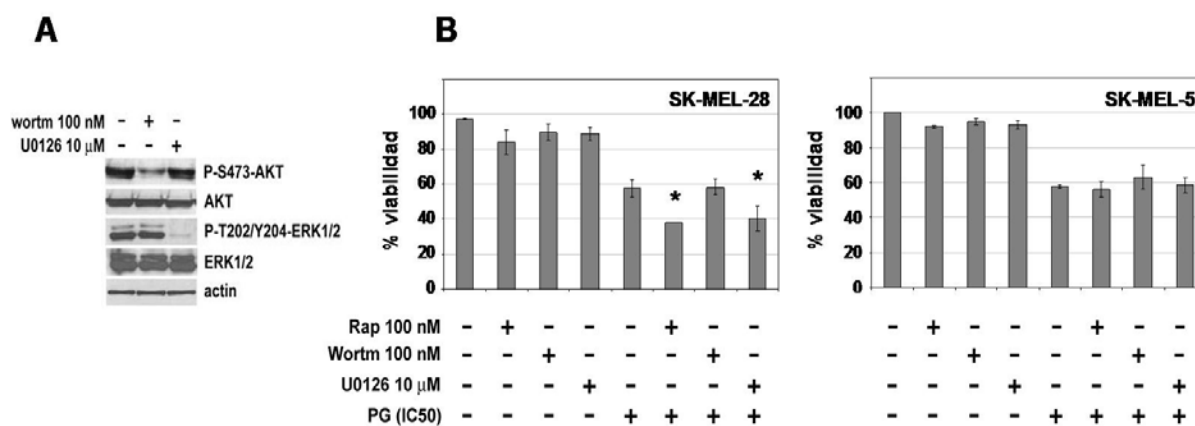 A
wortm 100 nM - + -
U0126 10 µM - - +
P-S473-AKT
AKT
P-T202/Y204-ERK1/2
ERK1/2
actin
B
SK-MEL-28
% viabilidad
100
80
60
40
20
0
*
*
SK-MEL-5
% viabilidad
100
80
60
40
20
0
Rap 100 nM - + - - - + - - - + - - - + - -
Wortm 100 nM - - + - - - + - - - + - - - + -
U0126 10 µM - - - + - - - + - - - + - - - +
PG (IC50) - - - - + + + + - - - - + + + +